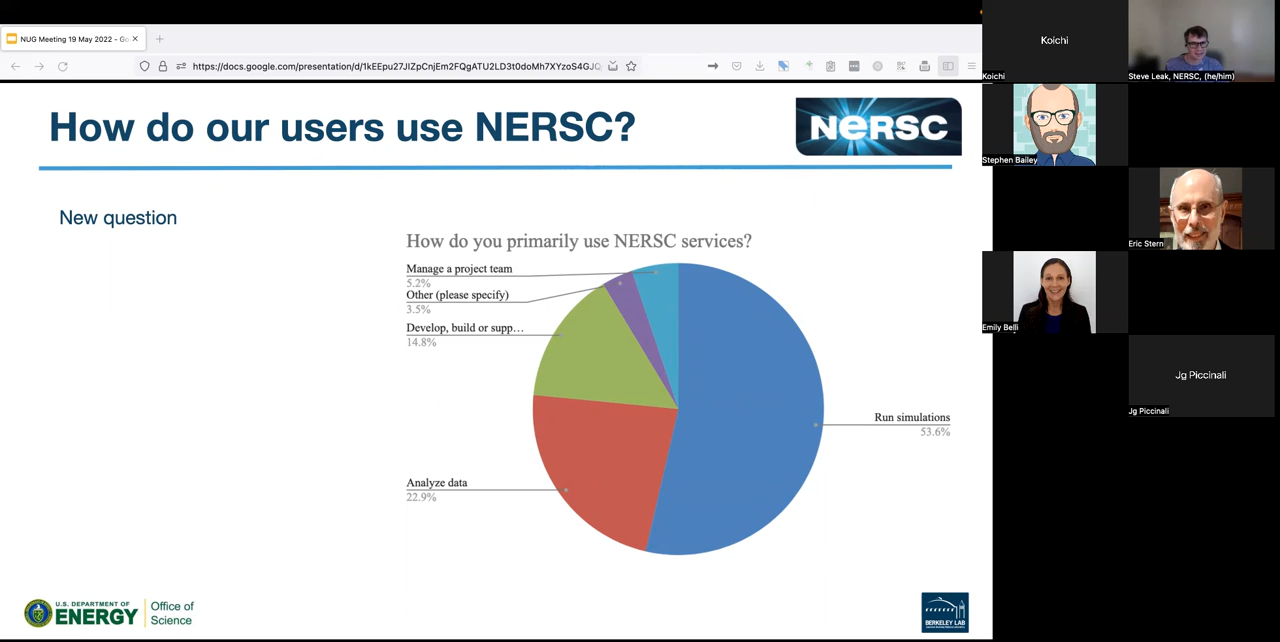 NUG Meeting 19 May 2022 - Go
https://docs.google.com/presentation/d/1kEEpu27JIZpCnjEm2FQgATU2LD3I0doMh7XYzoS4GJQ
How do our users use NERSC?
NERSC
New question
How do you primarily use NERSC services?
Manage a project team
5.2%
Other (please specify)
3.5%
Develop, build or supp...
14.8%
Run simulations
53.6%
Analyze data
22.9%
U.S. DEPARTMENT OF
ENERGY
Office of
Science
BERKELEY LAB
Koichi
Koichi
Steve Leak, NERSC, (he/him)
Stephen Bailey
Eric Stern
Emily Belli
Jg Piccinali
Jg Piccinali